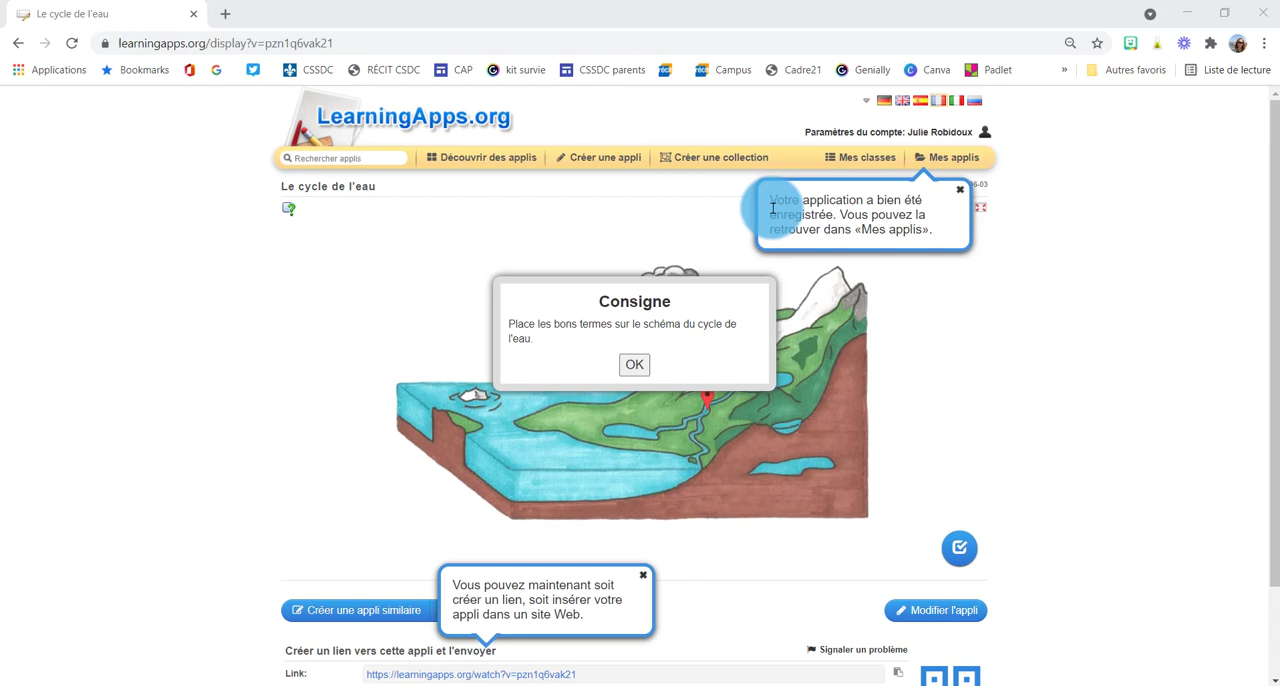 Le cycle de l'eau
learningapps.org/display?v=pzn1q6vak21
Applications
Bookmarks
CSSDC
RÉCIT CSDC
CAP
kit survie
CSSDC parents
Campus
Cadre21
Genially
Canva
Padlet
»
Autres favoris
Liste de lecture
LearningApps.org
Paramètres du compte: Julie Robidoux
Rechercher applis
Découvrir des applis
Créer une appli
Créer une collection
Mes classes
Mes applis
Le cycle de l'eau
06-03
Votre application a bien été
enregistrée. Vous pouvez la
retrouver dans «Mes applis».
Consigne
Place les bons termes sur le schéma du cycle de
l'eau.
OK
Vous pouvez maintenant soit
créer un lien, soit insérer votre
appli dans un site Web.
Créer une appli similaire
Modifier l'appli
Créer un lien vers cette appli et l'envoyer
Signaler un problème
Link:
https://learningapps.org/watch?v=pzn1q6vak21